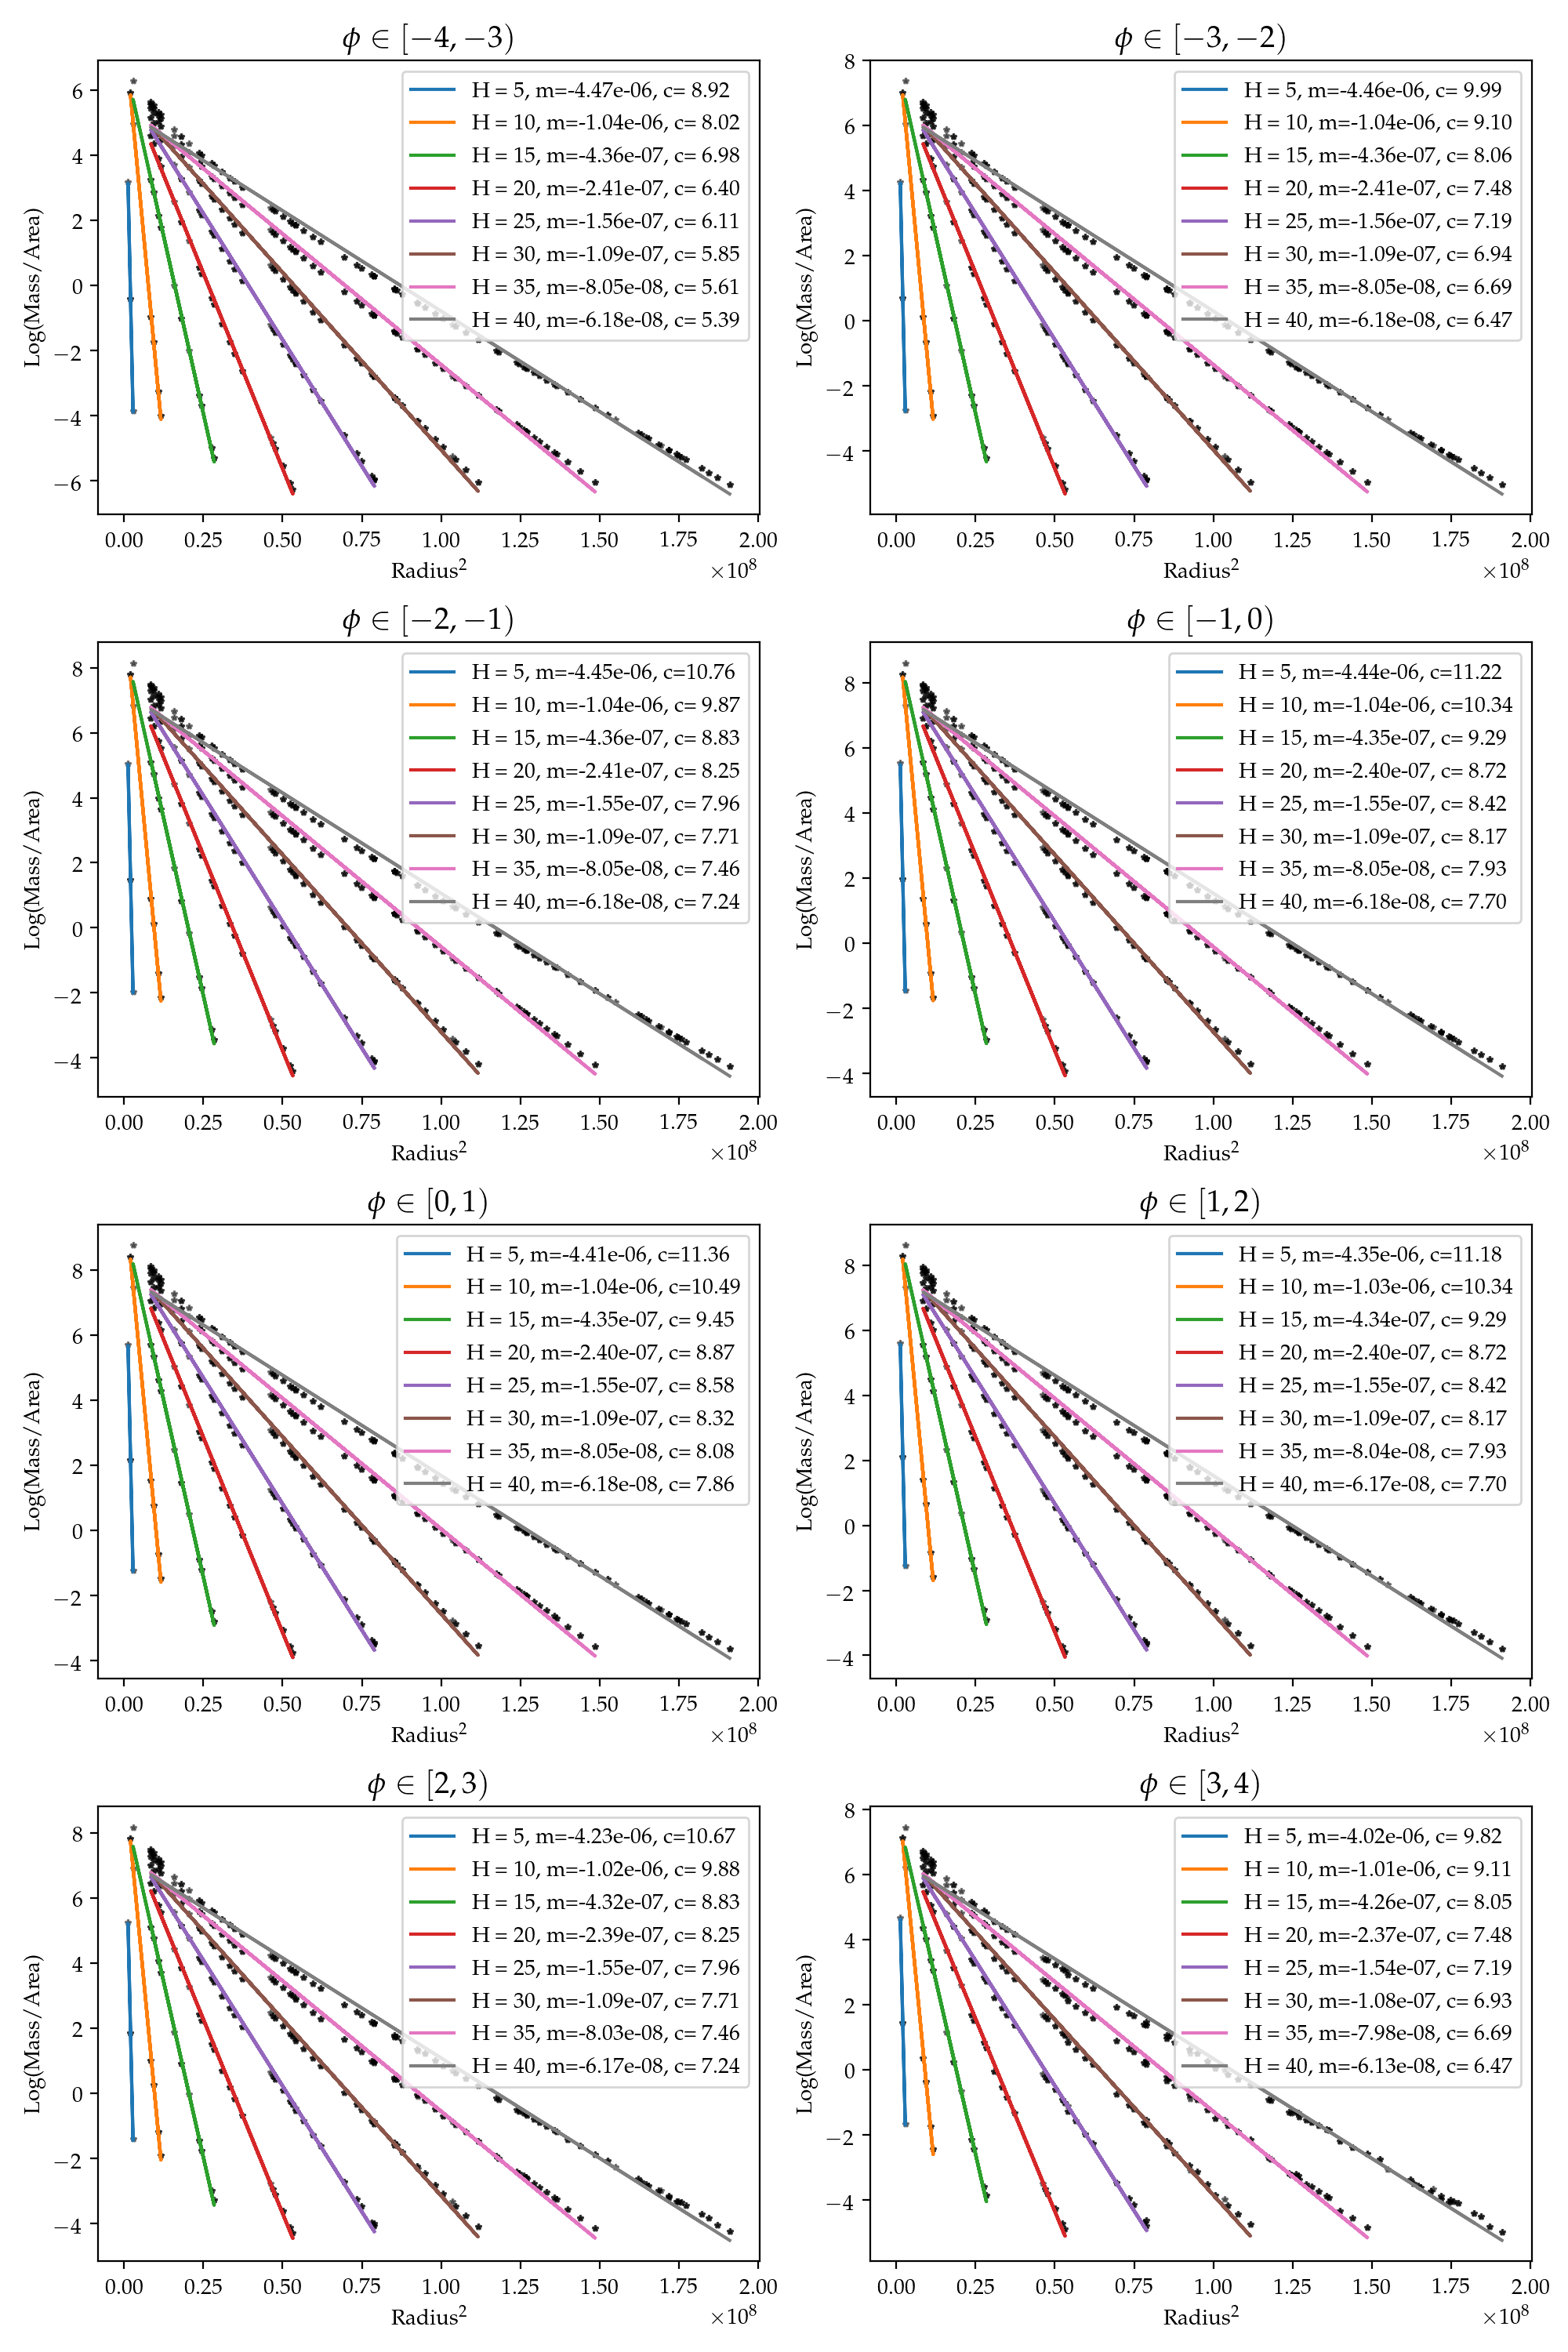 ϕ ∈ [−4, −3)
H = 5, m=-4.47e-06, c= 8.92
H = 10, m=-1.04e-06, c= 8.02
H = 15, m=-4.36e-07, c= 6.98
H = 20, m=-2.41e-07, c= 6.40
H = 25, m=-1.56e-07, c= 6.11
H = 30, m=-1.09e-07, c= 5.85
H = 35, m=-8.05e-08, c= 5.61
H = 40, m=-6.18e-08, c= 5.39
6
4
2
0
−2
−4
−6
Log(Mass/Area)
0.00 0.25 0.50 0.75 1.00 1.25 1.50 1.75 2.00
Radius²
×10⁸
ϕ ∈ [−3, −2)
H = 5, m=-4.46e-06, c= 9.99
H = 10, m=-1.04e-06, c= 9.10
H = 15, m=-4.36e-07, c= 8.06
H = 20, m=-2.41e-07, c= 7.48
H = 25, m=-1.56e-07, c= 7.19
H = 30, m=-1.09e-07, c= 6.94
H = 35, m=-8.05e-08, c= 6.69
H = 40, m=-6.18e-08, c= 6.47
8
6
4
2
0
−2
−4
Log(Mass/Area)
0.00 0.25 0.50 0.75 1.00 1.25 1.50 1.75 2.00
Radius²
×10⁸
ϕ ∈ [−2, −1)
H = 5, m=-4.45e-06, c=10.76
H = 10, m=-1.04e-06, c= 9.87
H = 15, m=-4.36e-07, c= 8.83
H = 20, m=-2.41e-07, c= 8.25
H = 25, m=-1.55e-07, c= 7.96
H = 30, m=-1.09e-07, c= 7.71
H = 35, m=-8.05e-08, c= 7.46
H = 40, m=-6.18e-08, c= 7.24
8
6
4
2
0
−2
−4
Log(Mass/Area)
0.00 0.25 0.50 0.75 1.00 1.25 1.50 1.75 2.00
Radius²
×10⁸
ϕ ∈ [−1, 0)
H = 5, m=-4.44e-06, c=11.22
H = 10, m=-1.04e-06, c=10.34
H = 15, m=-4.35e-07, c= 9.29
H = 20, m=-2.40e-07, c= 8.72
H = 25, m=-1.55e-07, c= 8.42
H = 30, m=-1.09e-07, c= 8.17
H = 35, m=-8.05e-08, c= 7.93
H = 40, m=-6.18e-08, c= 7.70
8
6
4
2
0
−2
−4
Log(Mass/Area)
0.00 0.25 0.50 0.75 1.00 1.25 1.50 1.75 2.00
Radius²
×10⁸
ϕ ∈ [0, 1)
H = 5, m=-4.41e-06, c=11.36
H = 10, m=-1.04e-06, c=10.49
H = 15, m=-4.35e-07, c= 9.45
H = 20, m=-2.40e-07, c= 8.87
H = 25, m=-1.55e-07, c= 8.58
H = 30, m=-1.09e-07, c= 8.32
H = 35, m=-8.05e-08, c= 8.08
H = 40, m=-6.18e-08, c= 7.86
8
6
4
2
0
−2
−4
Log(Mass/Area)
0.00 0.25 0.50 0.75 1.00 1.25 1.50 1.75 2.00
Radius²
×10⁸
ϕ ∈ [1, 2)
H = 5, m=-4.35e-06, c=11.18
H = 10, m=-1.03e-06, c=10.34
H = 15, m=-4.34e-07, c= 9.29
H = 20, m=-2.40e-07, c= 8.72
H = 25, m=-1.55e-07, c= 8.42
H = 30, m=-1.09e-07, c= 8.17
H = 35, m=-8.04e-08, c= 7.93
H = 40, m=-6.17e-08, c= 7.70
8
6
4
2
0
−2
−4
Log(Mass/Area)
0.00 0.25 0.50 0.75 1.00 1.25 1.50 1.75 2.00
Radius²
×10⁸
ϕ ∈ [2, 3)
H = 5, m=-4.23e-06, c=10.67
H = 10, m=-1.02e-06, c= 9.88
H = 15, m=-4.32e-07, c= 8.83
H = 20, m=-2.39e-07, c= 8.25
H = 25, m=-1.55e-07, c= 7.96
H = 30, m=-1.09e-07, c= 7.71
H = 35, m=-8.03e-08, c= 7.46
H = 40, m=-6.17e-08, c= 7.24
8
6
4
2
0
−2
−4
Log(Mass/Area)
0.00 0.25 0.50 0.75 1.00 1.25 1.50 1.75 2.00
Radius²
×10⁸
ϕ ∈ [3, 4)
H = 5, m=-4.02e-06, c= 9.82
H = 10, m=-1.01e-06, c= 9.11
H = 15, m=-4.26e-07, c= 8.05
H = 20, m=-2.37e-07, c= 7.48
H = 25, m=-1.54e-07, c= 7.19
H = 30, m=-1.08e-07, c= 6.93
H = 35, m=-7.98e-08, c= 6.69
H = 40, m=-6.13e-08, c= 6.47
8
6
4
2
0
−2
−4
Log(Mass/Area)
0.00 0.25 0.50 0.75 1.00 1.25 1.50 1.75 2.00
Radius²
×10⁸